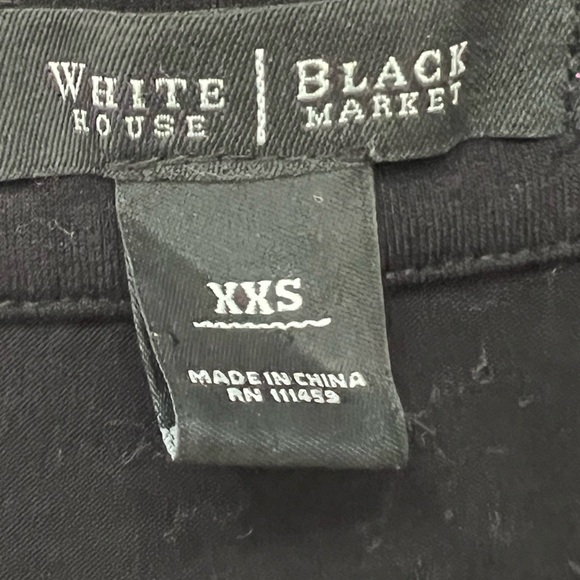 WHITE HOUSE | BLACK MARKET
XXS
MADE IN CHINA
RN 111459